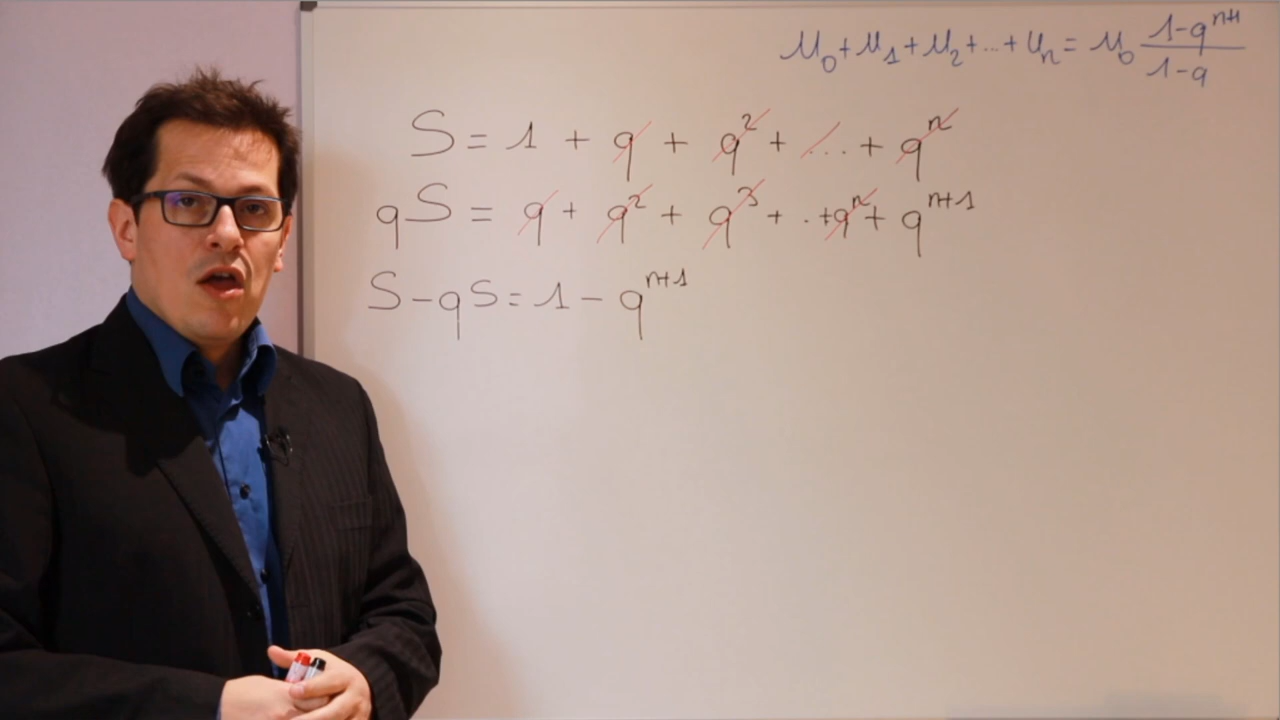 u₀+u₁+u₂+...+uₙ= u₀ (1-qⁿ⁺¹)/(1-q)
S = 1 + q + q² + ... + qⁿ
qS = q + q² + q³ + . +qⁿ+ qⁿ⁺¹
S-qS = 1 - qⁿ⁺¹